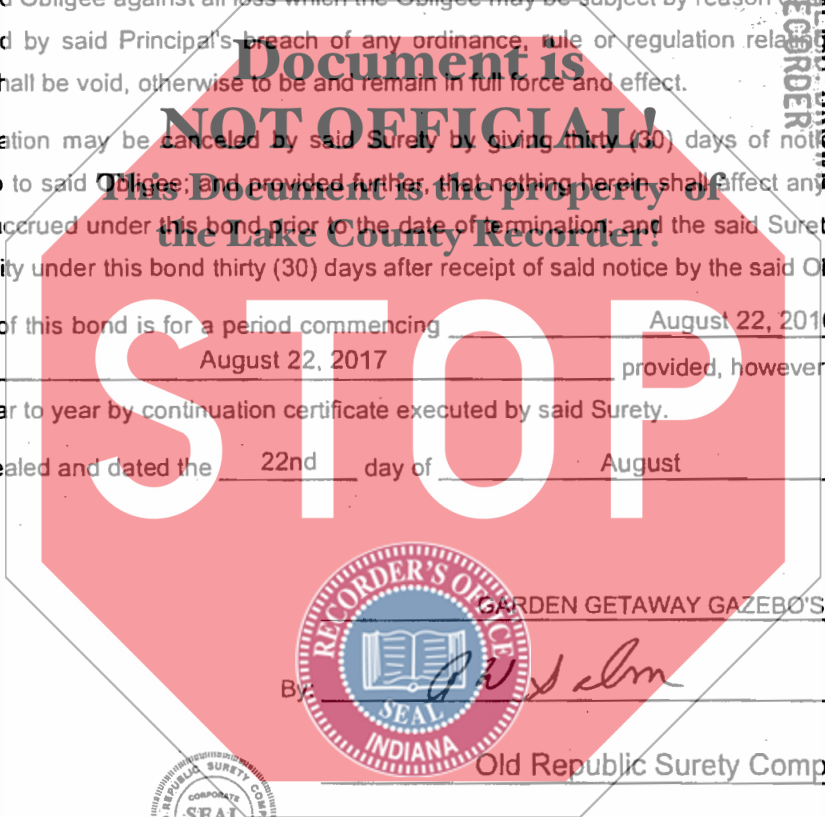 d Obligee against all loss which the Obligee may be subject by reason
d by said Principal's breach of any ordinance, rule or regulation relating
Document is
hall be void, otherwise to be and remain in full force and effect.
NOT OFFICIAL!
ation may be canceled by said Surety by giving thirty (30) days of noti
This Document is the property of
to said Obligee; and provided further, that nothing herein shall affect any
ccrued under this bond prior to the date of termination; and the said Suret
the Lake County Recorder!
ity under this bond thirty (30) days after receipt of said notice by the said Ob
of this bond is for a period commencing August 22, 201
August 22, 2017 provided, however
ar to year by continuation certificate executed by said Surety.
ealed and dated the 22nd day of August
STOP
RECORDER'S OFFICE
SEAL
INDIANA
GARDEN GETAWAY GAZEBO'S
By:
Old Republic Surety Comp
REPUBLIC SURETY COMP
CORPORATE
SEAL
RECORDER